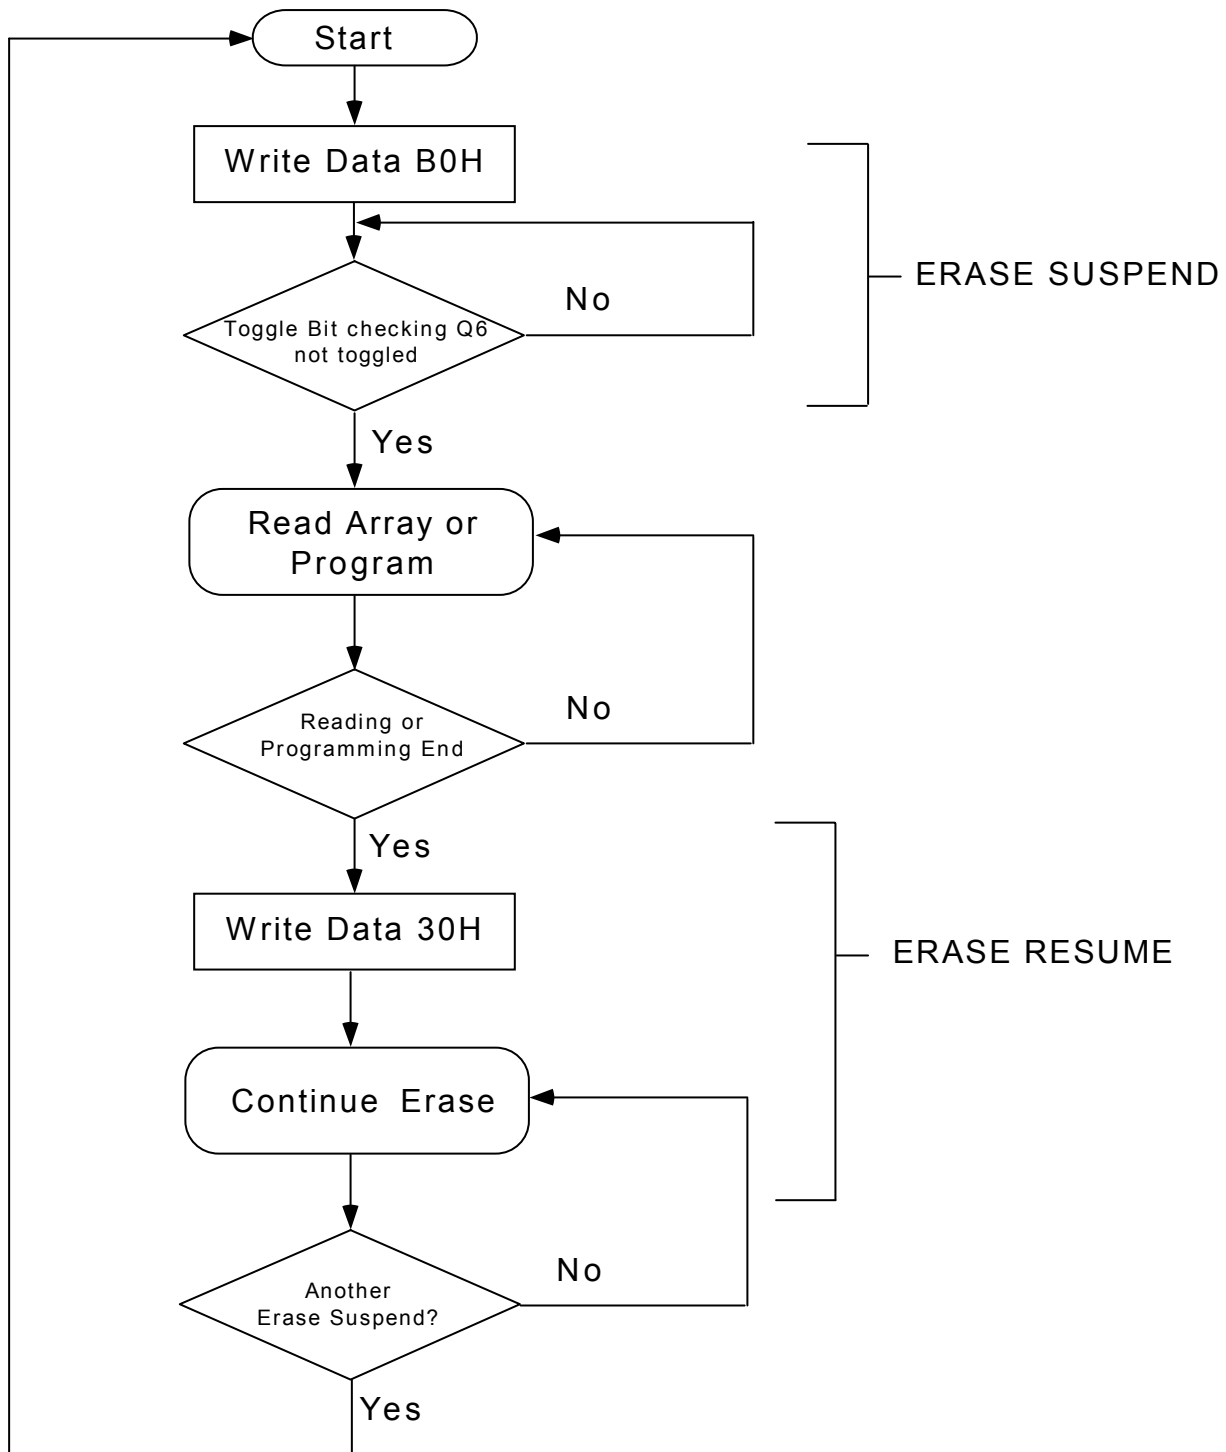 Start
Write Data B0H
ERASE SUSPEND
No
Toggle Bit checking Q6
not toggled
Yes
Read Array or
Program
No
Reading or
Programming End
Yes
Write Data 30H
ERASE RESUME
Continue Erase
No
Another
Erase Suspend?
Yes